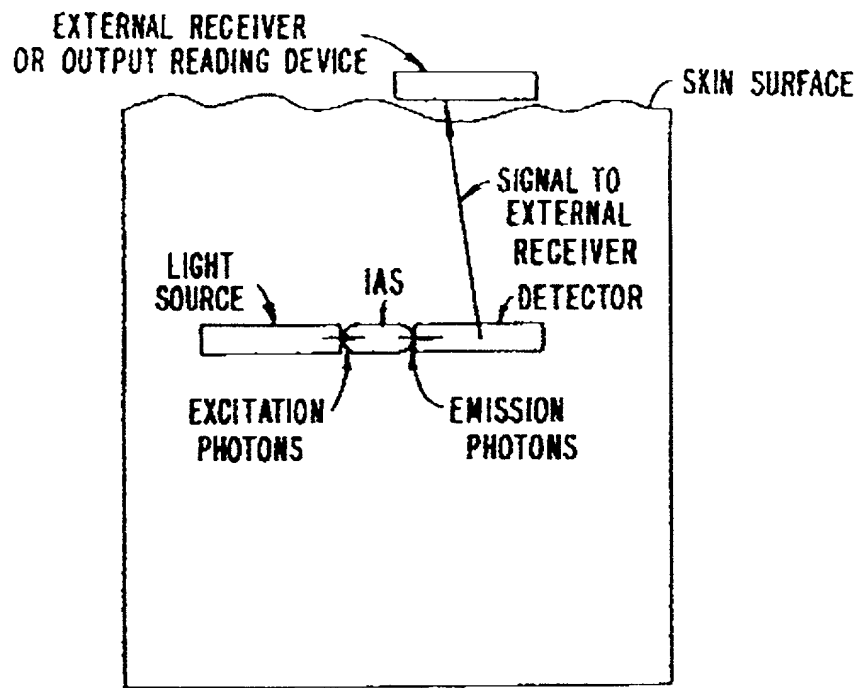 EXTERNAL RECEIVER
OR OUTPUT READING DEVICE
SKIN SURFACE
SIGNAL TO
EXTERNAL
RECEIVER
LIGHT
SOURCE
IAS
DETECTOR
EXCITATION
PHOTONS
EMISSION
PHOTONS